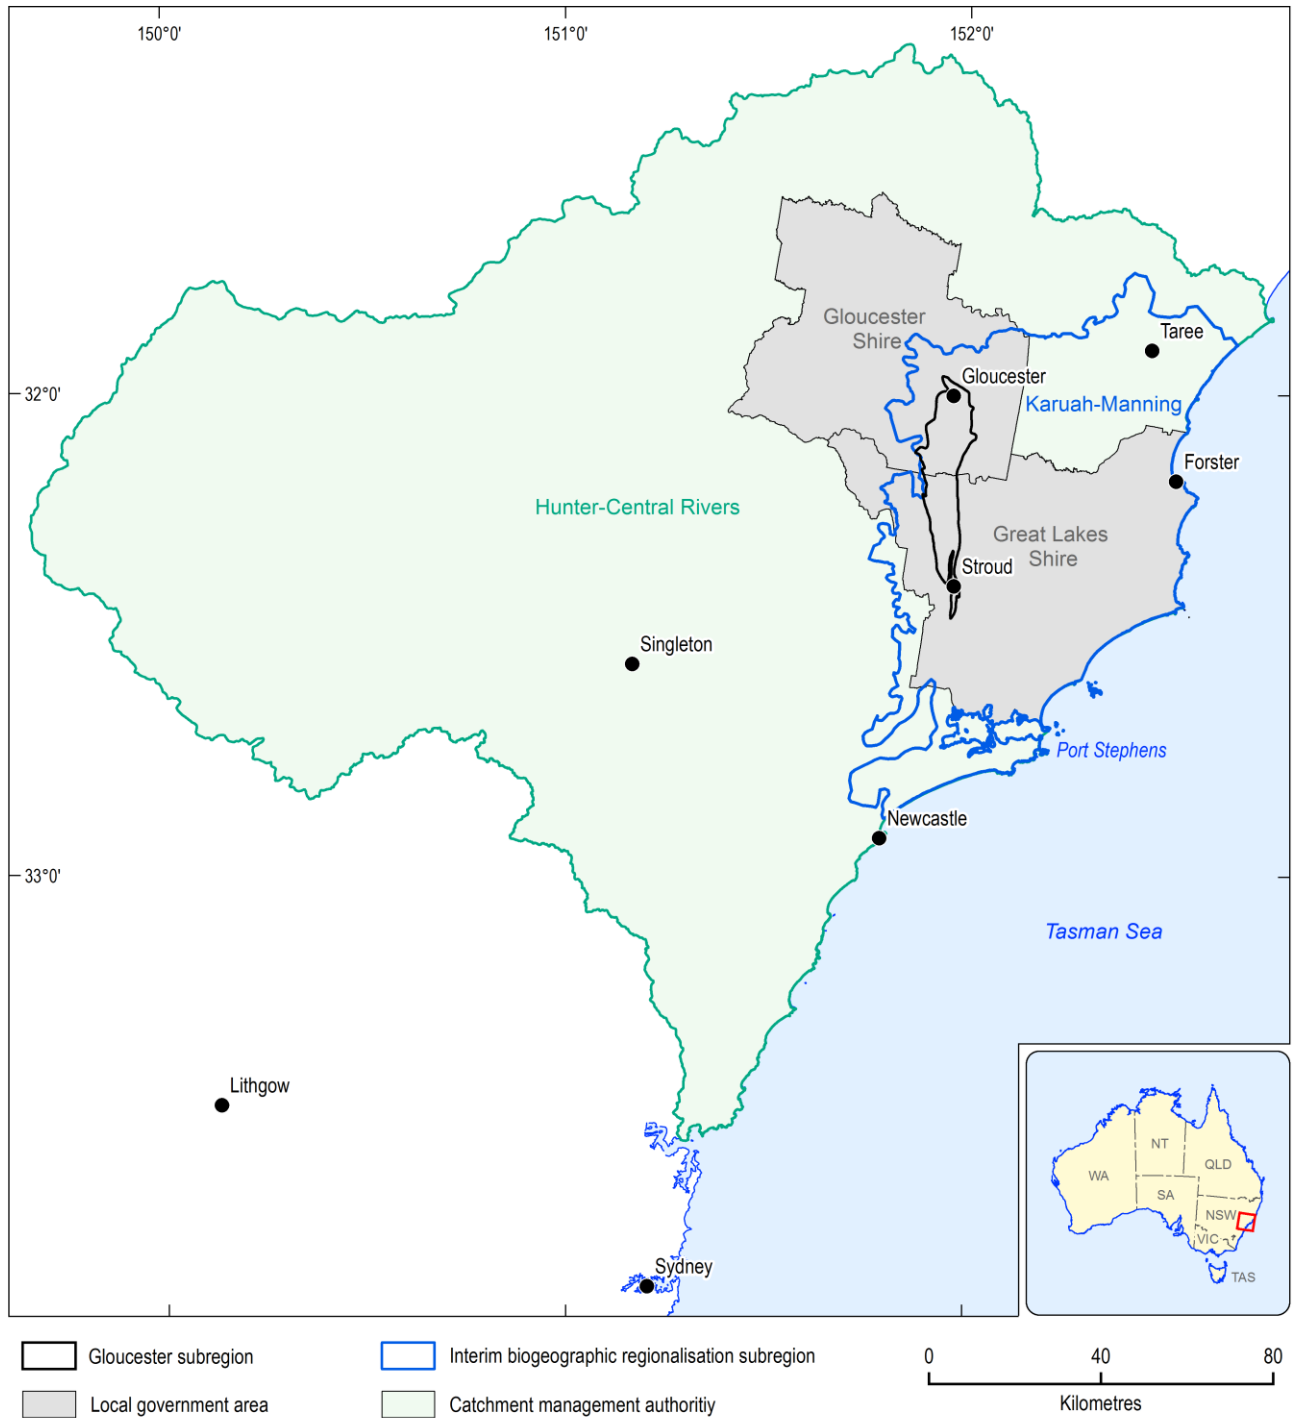 150°0'
151°0'
152°0'
Gloucester
Shire
Taree
32°0'
Gloucester
Karuah-Manning
Forster
Hunter-Central Rivers
Great Lakes
Shire
Stroud
Singleton
Port Stephens
Newcastle
33°0'
Tasman Sea
Lithgow
NT
QLD
WA
SA
NSW
VIC
TAS
Sydney
Gloucester subregion
Interim biogeographic regionalisation subregion
0
40
80
Local government area
Catchment management authoritiy
Kilometres